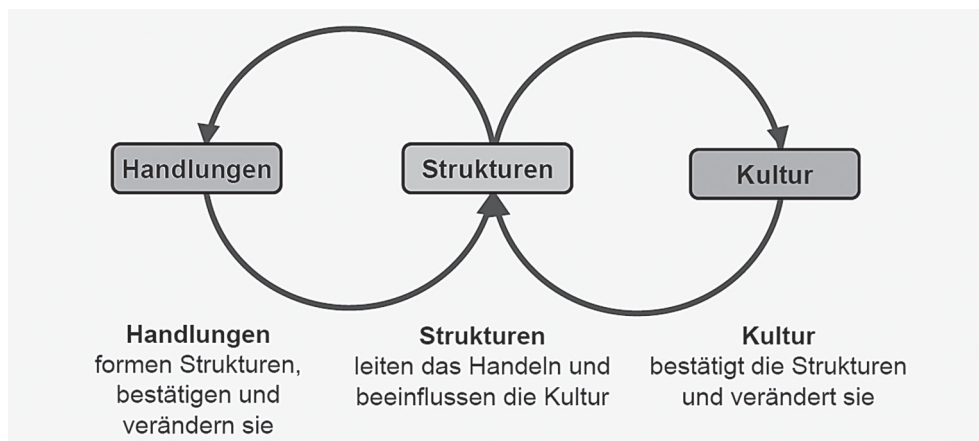 Handlungen
Strukturen
Kultur
Handlungen
formen Strukturen,
bestätigen und
verändern sie
Strukturen
leiten das Handeln und
beeinflussen die Kultur
Kultur
bestätigt die Strukturen
und verändert sie